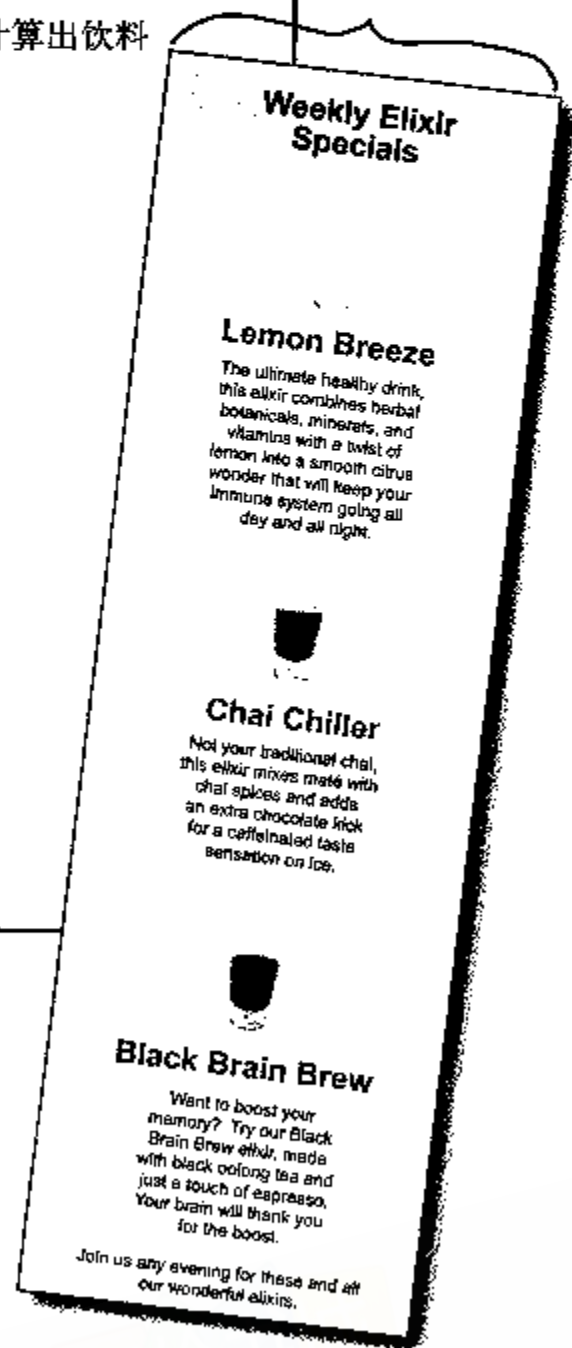 计算出饮料
Weekly Elixir
Specials
Lemon Breeze
The ultimate healthy drink,
this elixir combines herbal
botanicals, minerals, and
vitamins with a twist of
lemon into a smooth citrus
wonder that will keep your
immune system going all
day and all night.
Chai Chiller
Not your traditional chai,
this elixir mixes maté with
chai spices and adds
an extra chocolate kick
for a caffeinated taste
sensation on ice.
Black Brain Brew
Want to boost your
memory? Try our Black
Brain Brew elixir, made
with black oolong tea and
just a touch of espresso.
Your brain will thank you
for the boost.
Join us any evening for these and all
our wonderful elixirs.